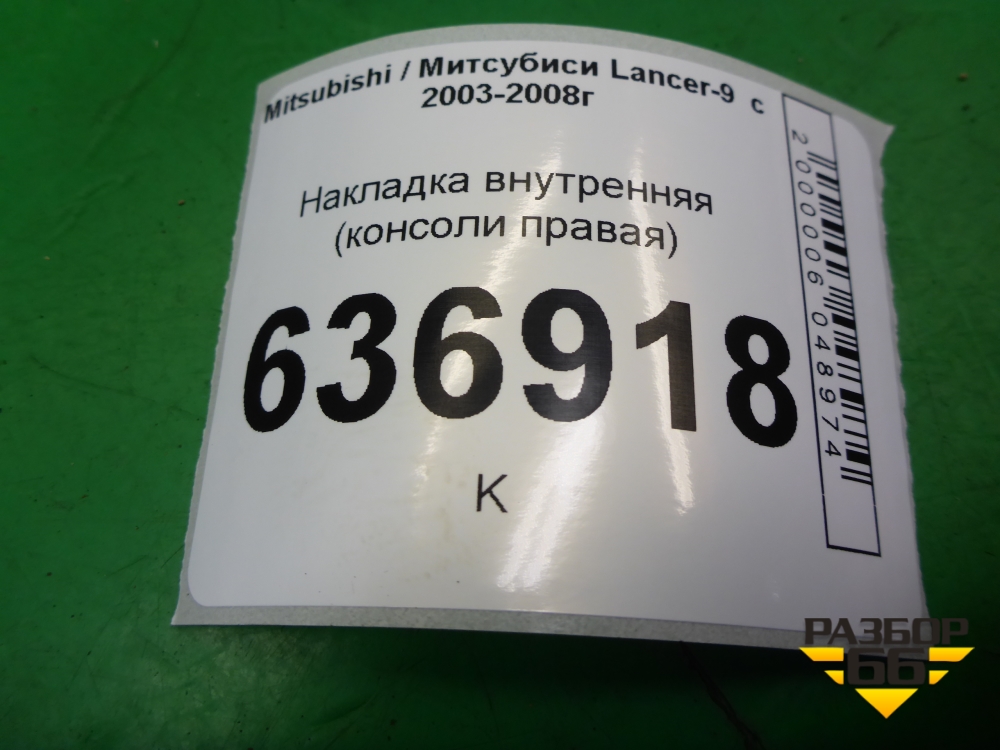 Mitsubishi / Митсубиси Lancer-9 с
2003-2008г
Накладка внутренняя
(консоли правая)
636918
К
2000006048974
РАЗБОР
66